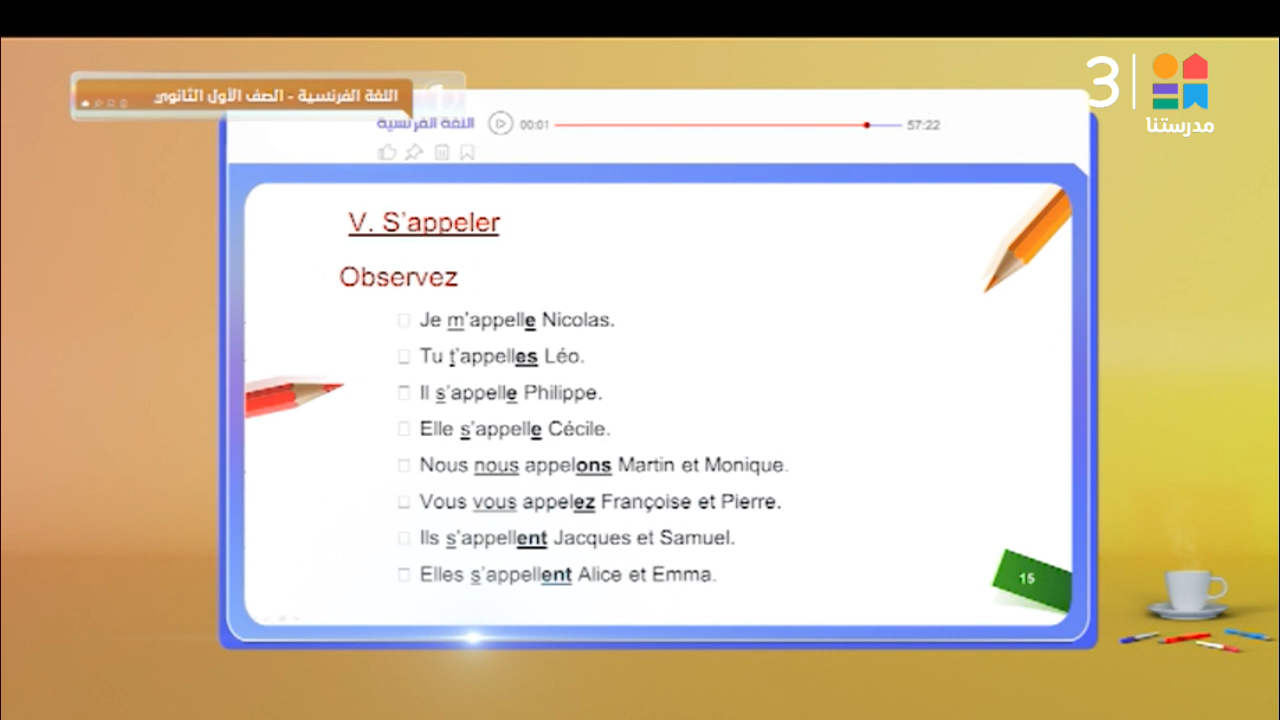 3
مدرستنا
اللغة الفرنسية - الصف الأول الثانوي
اللغة الفرنسية
00:01
57:22
V. S'appeler
Observez
Je m'appelle Nicolas.
Tu t'appelles Léo.
Il s'appelle Philippe.
Elle s'appelle Cécile.
Nous nous appelons Martin et Monique.
Vous vous appelez Françoise et Pierre.
Ils s'appellent Jacques et Samuel.
Elles s'appellent Alice et Emma.
15